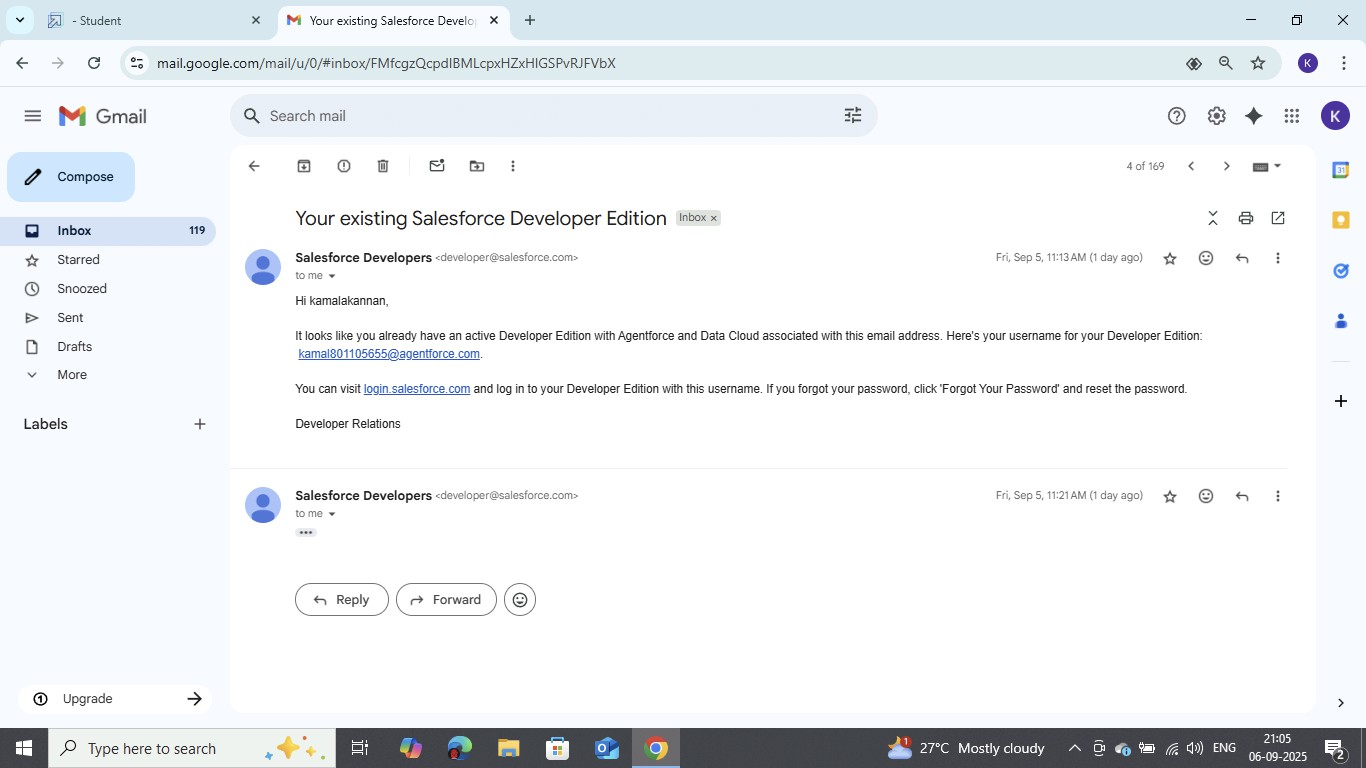 - Student
Your existing Salesforce Develop
mail.google.com/mail/u/0/#inbox/FMfcgzQcpdlBMLcpxHZxHlGSPvRJFVbX
K
Gmail
Search mail
K
Compose
4 of 169
Inbox 119
Starred
Snoozed
Sent
Drafts
More
Labels
Upgrade
Your existing Salesforce Developer Edition Inbox x
Salesforce Developers <developer@salesforce.com> Fri, Sep 5, 11:13 AM (1 day ago)
to me
Hi kamalakannan,
It looks like you already have an active Developer Edition with Agentforce and Data Cloud associated with this email address. Here's your username for your Developer Edition:
kamal801105655@agentforce.com.
You can visit login.salesforce.com and log in to your Developer Edition with this username. If you forgot your password, click 'Forgot Your Password' and reset the password.
Developer Relations
Salesforce Developers <developer@salesforce.com> Fri, Sep 5, 11:21 AM (1 day ago)
to me
Reply
Forward
31
Type here to search
1
27°C Mostly cloudy
ENG
21:05
06-09-2025
2